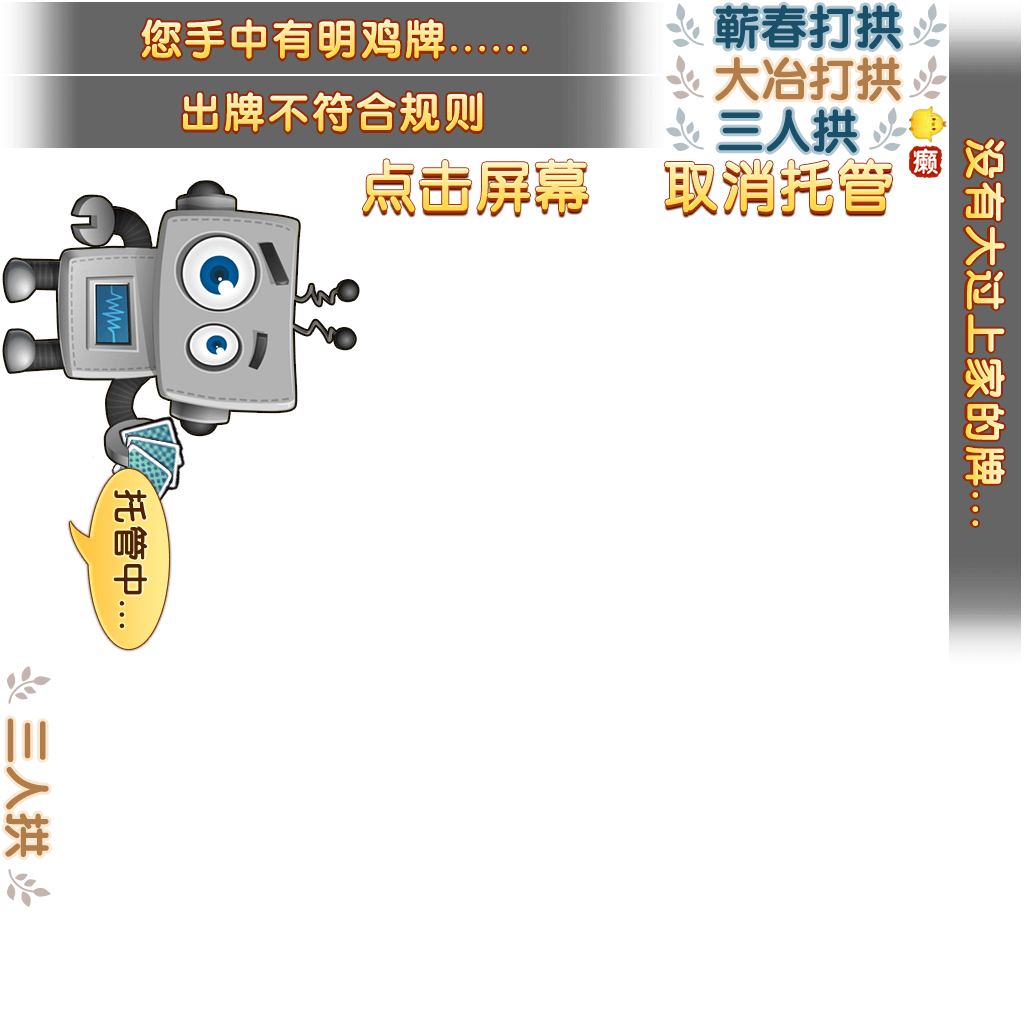 您手中有明鸡牌......
出牌不符合规则
蕲春打拱
大冶打拱
三人拱
癞
点击屏幕 取消托管
没有大过上家的牌...
托管中...
三人拱